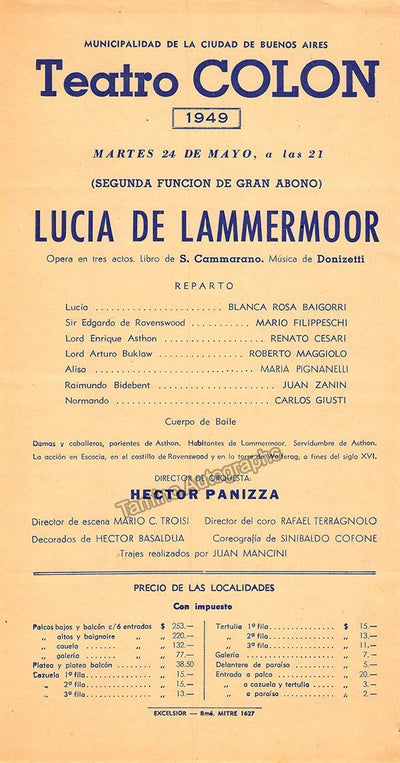 MUNICIPALIDAD DE LA CIUDAD DE BUENOS AIRES
Teatro COLON
1949
MARTES 24 DE MAYO, a las 21
(SEGUNDA FUNCION DE GRAN ABONO)
LUCIA DE LAMMERMOOR
Opera en tres actos. Libro de S. Cammarano. Música de Donizetti
REPARTO
Lucía .......... BLANCA ROSA BAIGORRI
Sir Edgardo de Ravenswood .......... MARIO FILIPPESCHI
Lord Enrique Asthon .......... RENATO CESARI
Lord Arturo Buklaw .......... ROBERTO MAGGIOLO
Alisa .......... MARIA PIGNANELLI
Raimundo Bidebent .......... JUAN ZANIN
Normando .......... CARLOS GIUSTI
Cuerpo de Baile
Damas y caballeros, parientes de Asthon. Habitantes de Lammermoor. Servidumbre de Asthon.
La acción en Escocia, en el castillo de Ravenswood y en la torre de Wolferag, a fines del siglo XVI.
Tamino Autographs
DIRECTOR DE ORQUESTA:
HECTOR PANIZZA
Director de escena MARIO C. TROISI Director del coro RAFAEL TERRAGNOLO
Decorados de HECTOR BASALDUA Coreografía de SINIBALDO COFONE
Trajes realizados por JUAN MANCINI
PRECIO DE LAS LOCALIDADES
Con impuesto
Palcos bajos y balcón c/6 entradas $ 253.—
„ altos y baignoire „ „ 220.—
„ cazuela ...... „ „ 132.—
„ galería ...... „ „ 77.—
Platea y platea balcón .......... „ 38.50
Cazuela 1ª fila .......... „ 15.—
„ 2ª fila .......... „ 15.—
„ 3ª fila .......... „ 13.—
Tertulia 1ª fila .......... $ 15.—
„ 2ª fila .......... „ 13.—
„ 3ª fila .......... „ 11.—
Galería .......... „ 7.—
Delantera de paraíso .......... „ 5.—
Entrada a palco .......... „ 20.—
„ a cazuela y tertulia .... „ 3.—
„ a paraíso .......... „ 2.—
EXCELSIOR - Bmé. MITRE 1627